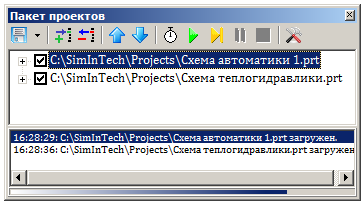 Пакет проектов
C:\SimInTech\Projects\Схема автоматики 1.prt
C:\SimInTech\Projects\Схема теплогидравлики.prt
16:28:29: C:\SimInTech\Projects\Схема автоматики 1.prt загружен.
16:28:36: C:\SimInTech\Projects\Схема теплогидравлики.prt загружен